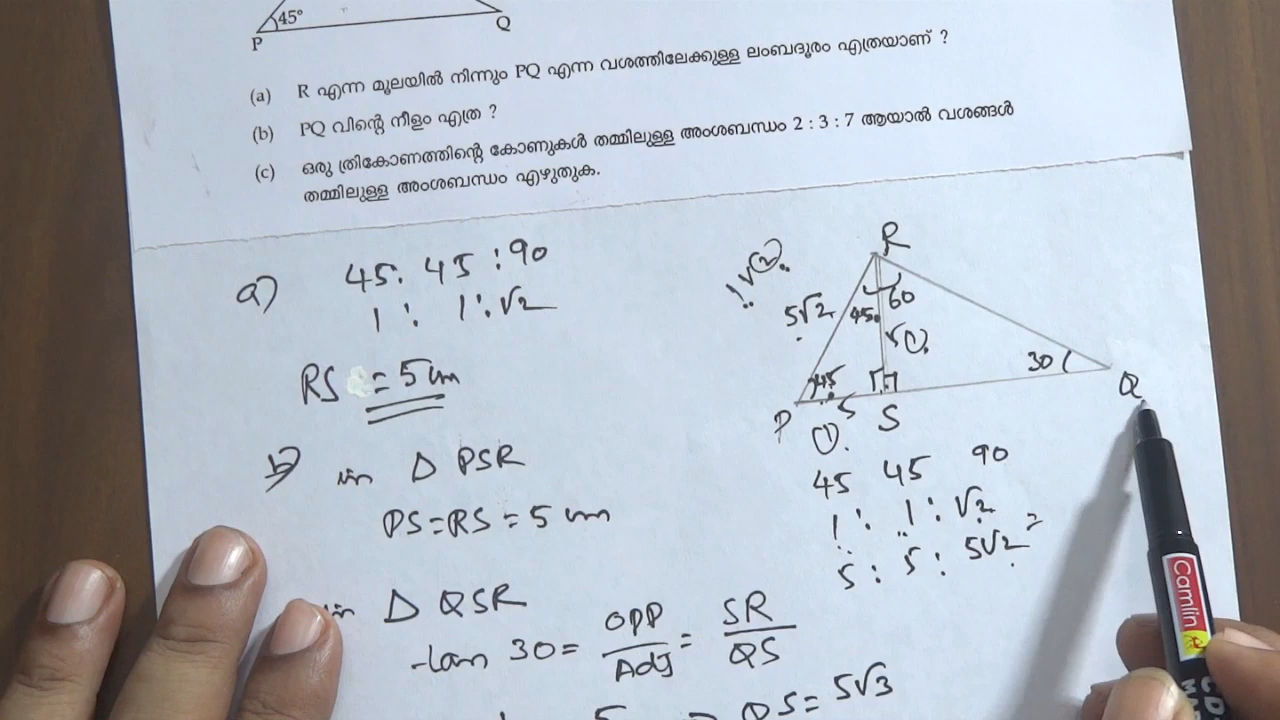 45°
P
Q
(a) R എന്ന മൂലയിൽ നിന്നും PQ എന്ന വശത്തിലേക്കുള്ള ലംബദൂരം എത്രയാണ് ?
(b) PQ വിന്റെ നീളം എത്ര ?
(c) ഒരു ത്രികോണത്തിന്റെ കോണുകൾ തമ്മിലുള്ള അംശബന്ധം 2 : 3 : 7 ആയാൽ വശങ്ങൾ
തമ്മിലുള്ള അംശബന്ധം എഴുതുക.
a) 45: 45 : 90
1 : 1 : √2
RS = 5 cm
b) in Δ PSR
PS = RS = 5 cm
in Δ QSR
tan 30 = OPP/Adj = SR/QS
QS = 5√3
R
5√2
45
60
30
45
5
P
S
Q
45 45 90
1 : 1 : √2
5 : 5 : 5√2
Camlin